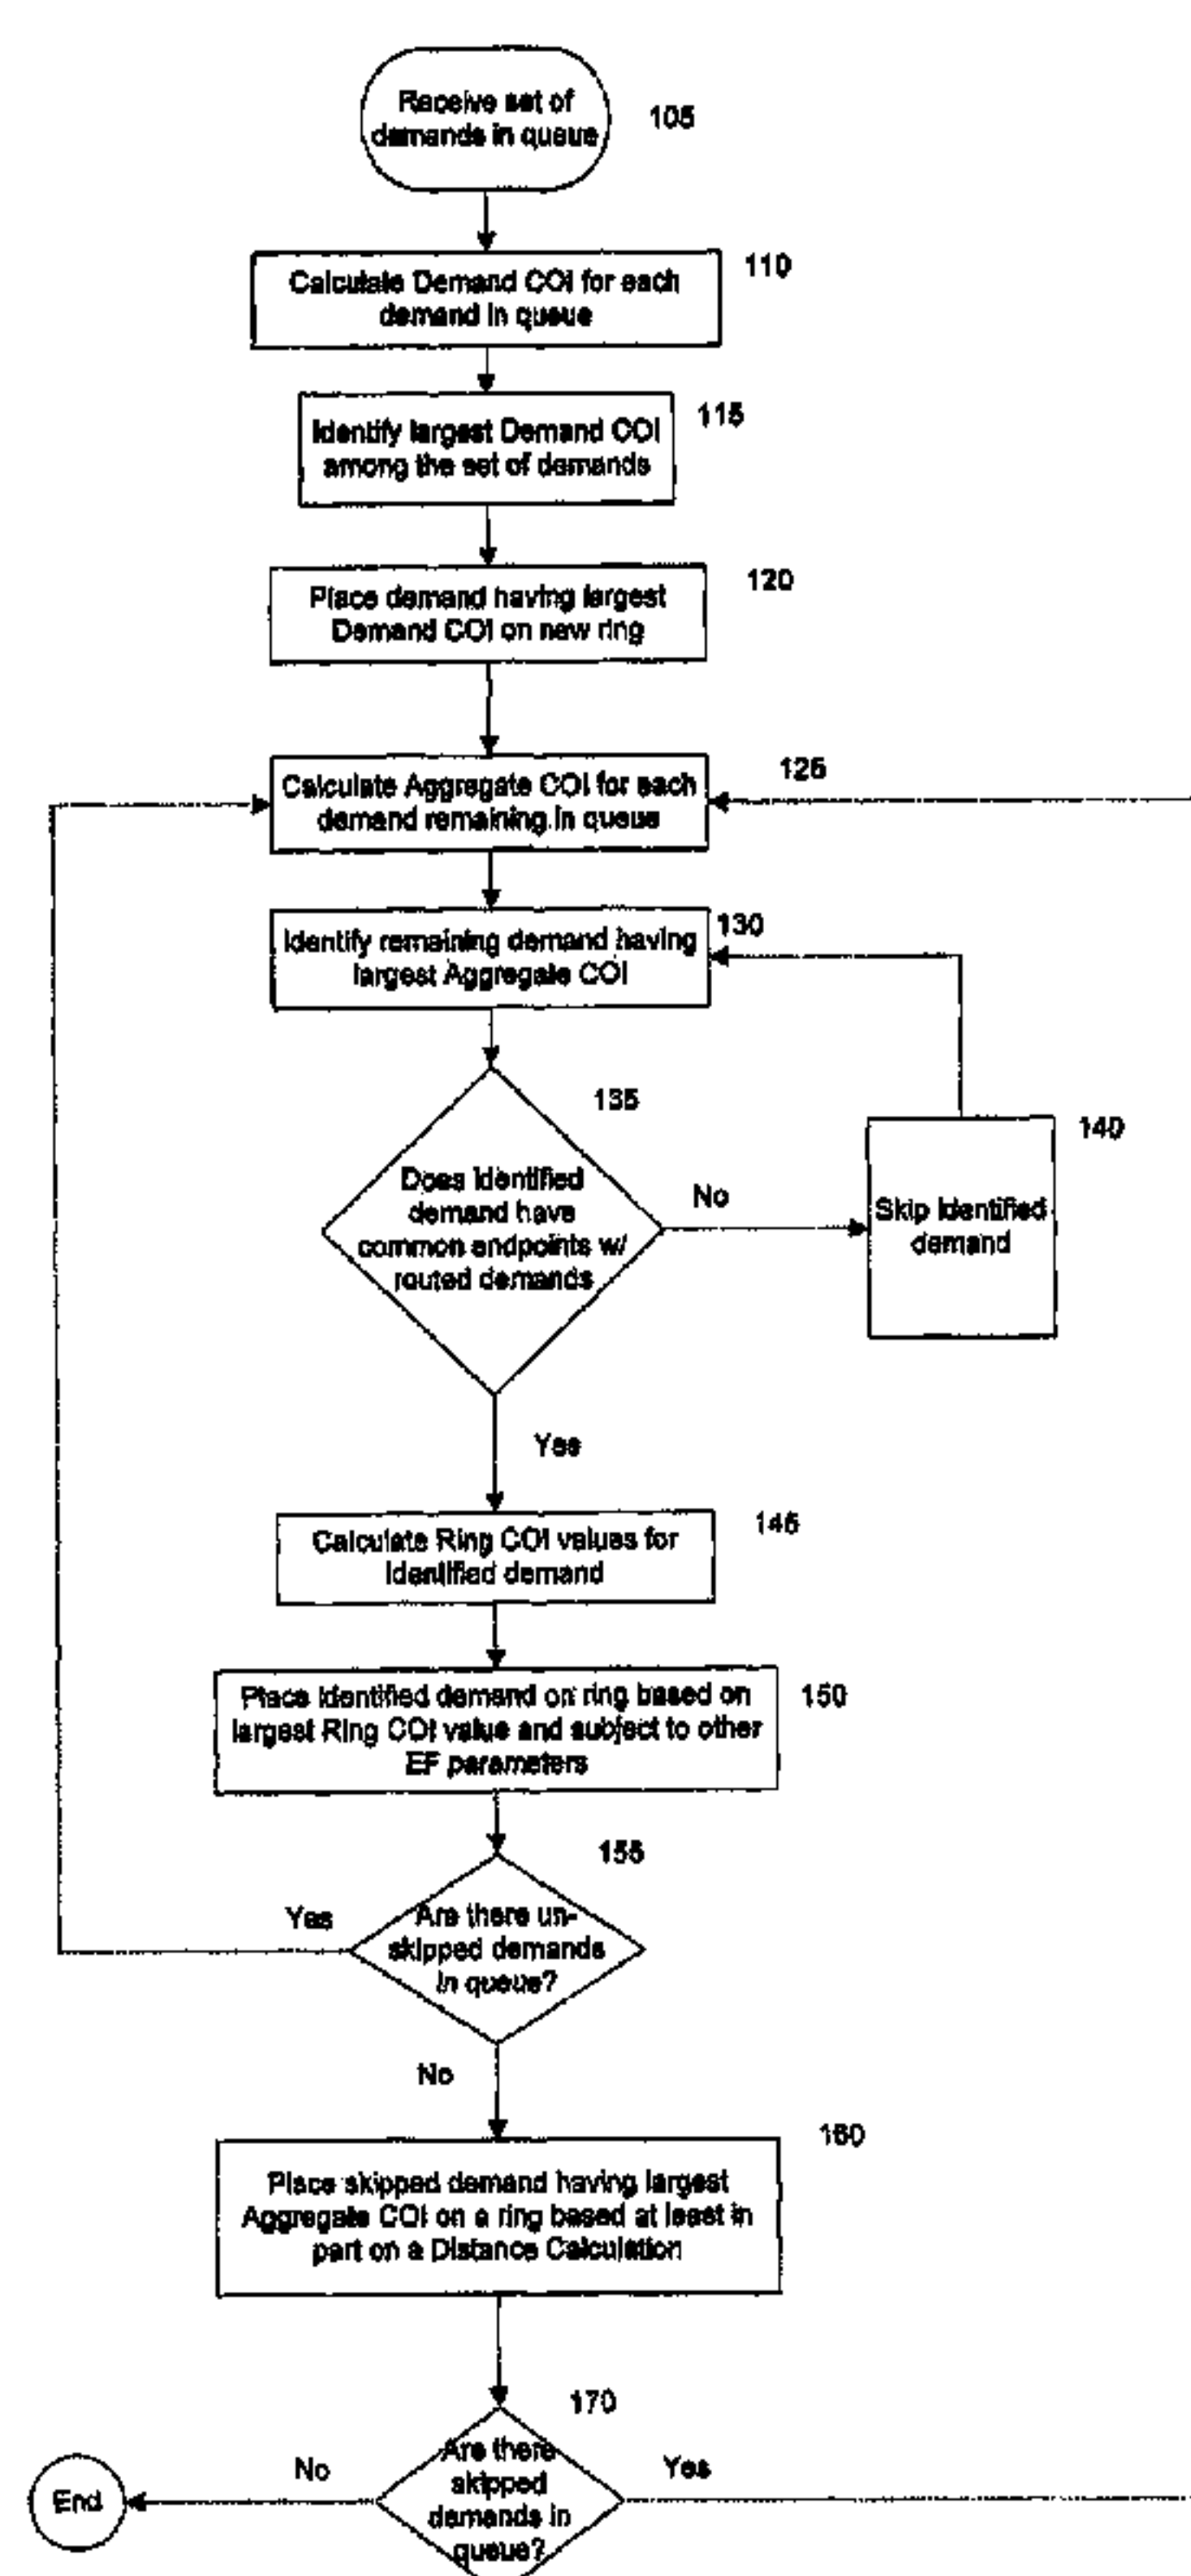 Receive set of
demands in queue
105
Calculate Demand COI for each
demand in queue
110
Identify largest Demand COI
among the set of demands
115
Place demand having largest
Demand COI on new ring
120
Calculate Aggregate COI for each
demand remaining in queue
125
Identify remaining demand having
largest Aggregate COI
130
Does identified
demand have
common endpoints w/
routed demands
135
No
Skip identified
demand
140
Yes
Calculate Ring COI values for
identified demand
145
Place identified demand on ring based on
largest Ring COI value and subject to other
EF parameters
150
Are there un-
skipped demands
in queue?
155
Yes
No
Place skipped demand having largest
Aggregate COI on a ring based at least in
part on a Distance Calculation
160
Are there
skipped
demands in
queue?
170
No
Yes
End